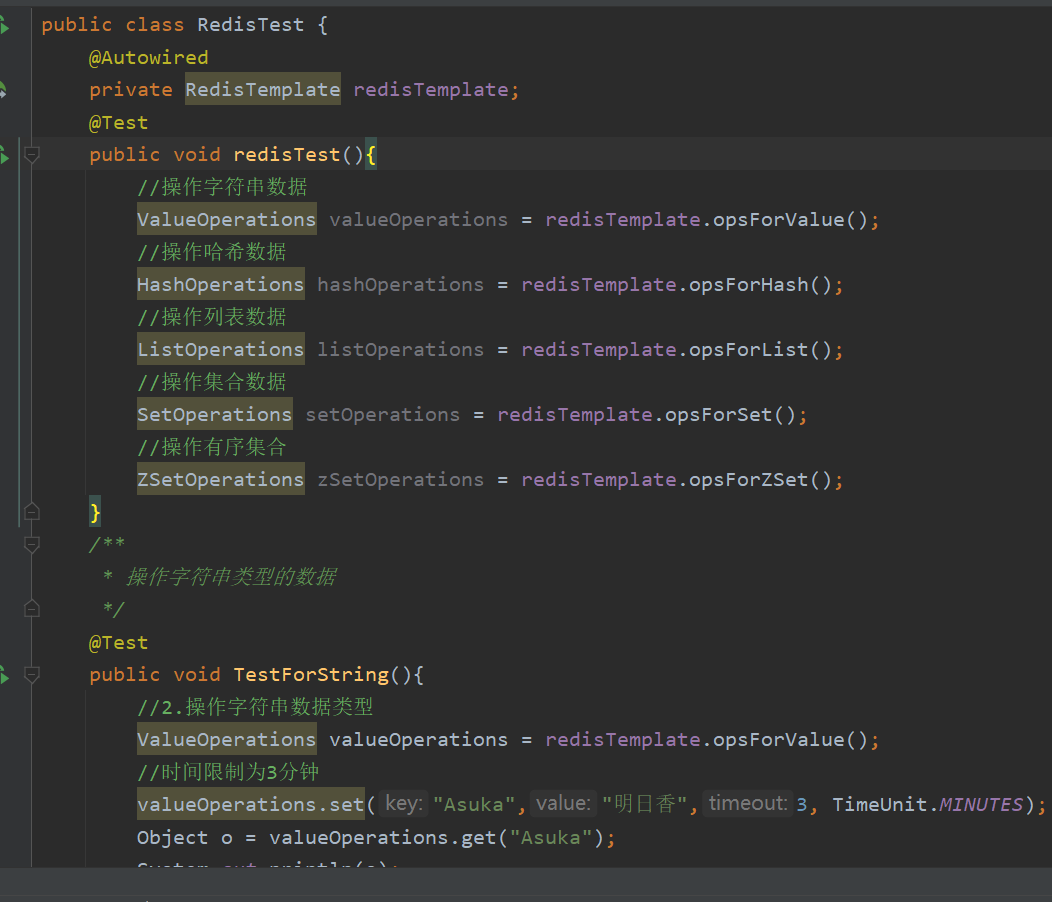 public class RedisTest {
@Autowired
private RedisTemplate redisTemplate;
@Test
public void redisTest(){
//操作字符串数据
ValueOperations valueOperations = redisTemplate.opsForValue();
//操作哈希数据
HashOperations hashOperations = redisTemplate.opsForHash();
//操作列表数据
ListOperations listOperations = redisTemplate.opsForList();
//操作集合数据
SetOperations setOperations = redisTemplate.opsForSet();
//操作有序集合
ZSetOperations zSetOperations = redisTemplate.opsForZSet();
}
/**
* 操作字符串类型的数据
*/
@Test
public void TestForString(){
//2.操作字符串数据类型
ValueOperations valueOperations = redisTemplate.opsForValue();
//时间限制为3分钟
valueOperations.set( key: "Asuka", value: "明日香", timeout: 3, TimeUnit.MINUTES);
Object o = valueOperations.get("Asuka");
System.out.println(o);